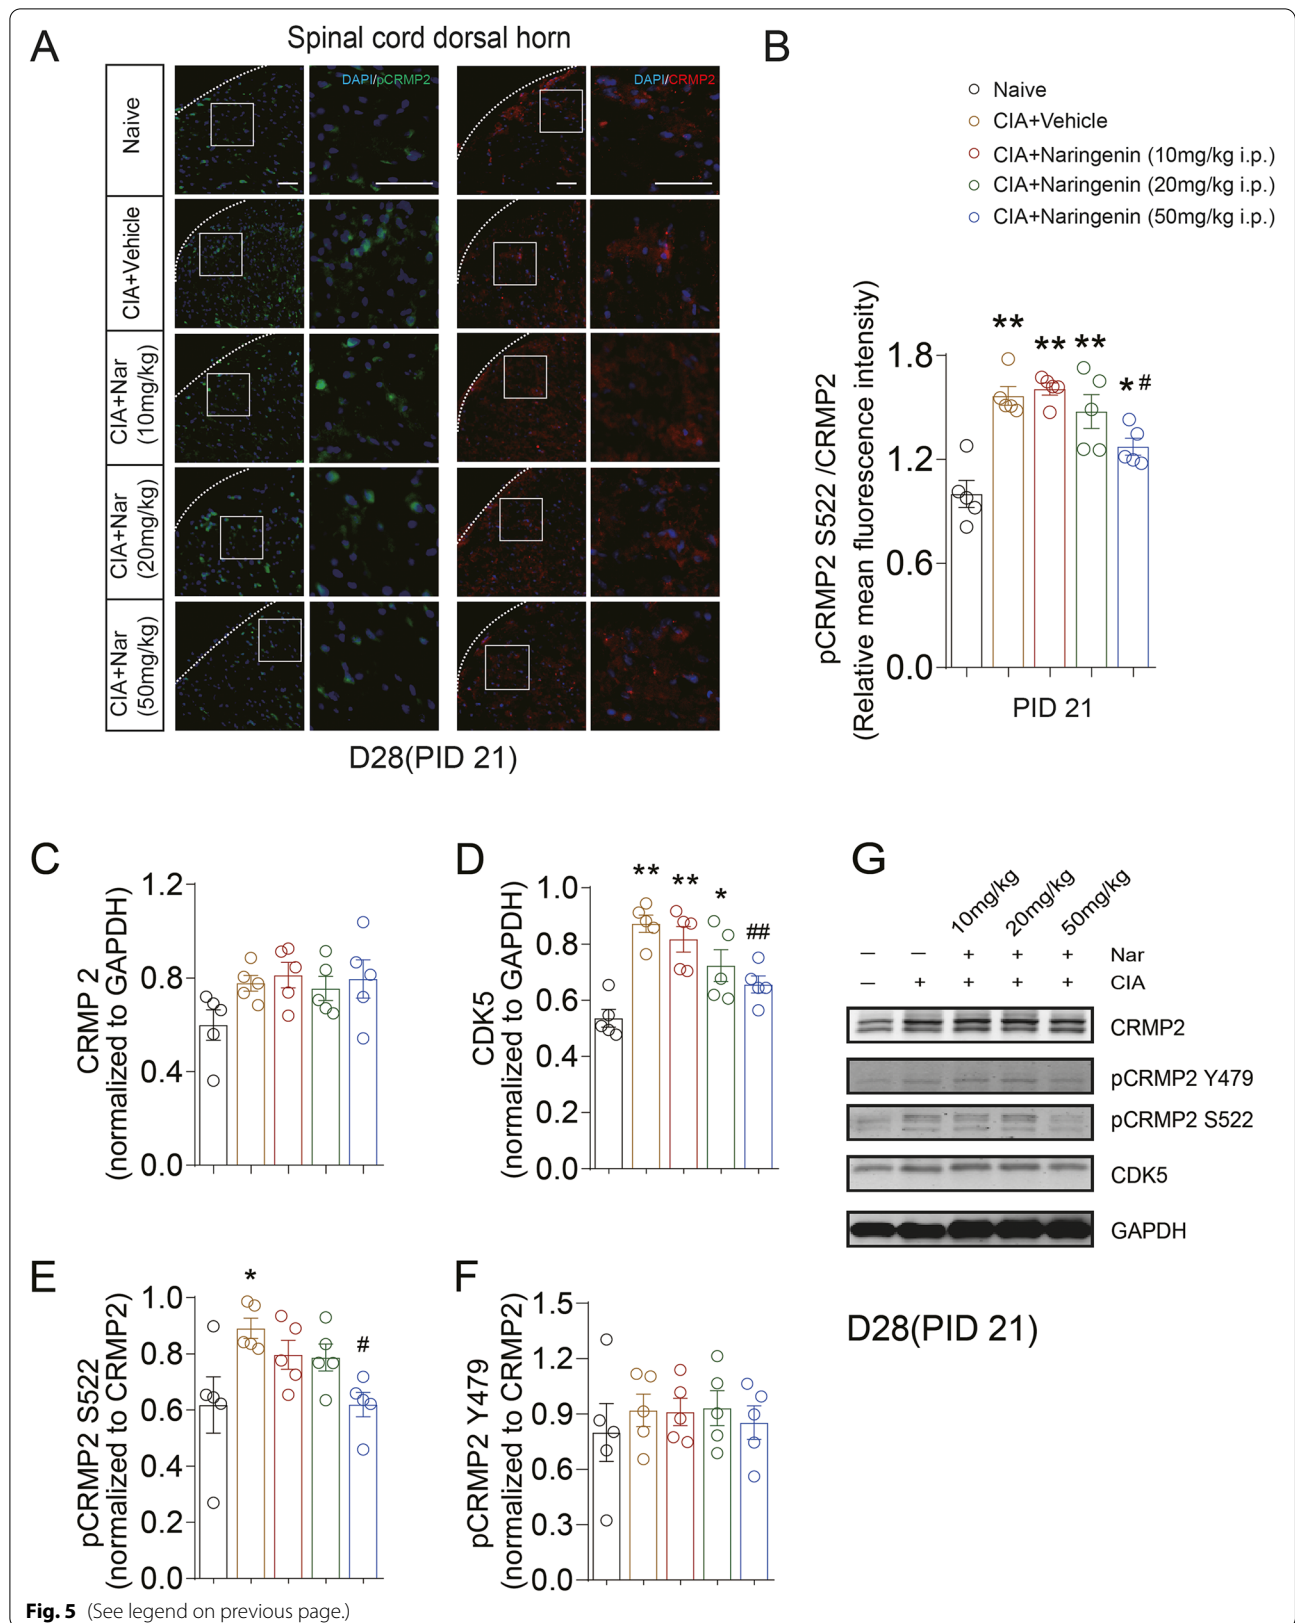 A
Spinal cord dorsal horn
Naive
CIA+Vehicle
CIA+Nar
(10mg/kg)
CIA+Nar
(20mg/kg)
CIA+Nar
(50mg/kg)
DAPI/pCRMP2
DAPI/CRMP2
D28(PID 21)
B
Naive
CIA+Vehicle
CIA+Naringenin (10mg/kg i.p.)
CIA+Naringenin (20mg/kg i.p.)
CIA+Naringenin (50mg/kg i.p.)
pCRMP2 S522 /CRMP2
(Relative mean fluorescence intensity)
1.8
1.2
0.6
0.0
** ** ** * #
PID 21
C
CRMP 2
(normalized to GAPDH)
1.2
0.8
0.4
0.0
D
CDK5
(normalized to GAPDH)
1.0
0.8
0.6
0.4
0.2
0.0
** ** * ##
G
10mg/kg 20mg/kg 50mg/kg
− − + + + Nar
− + + + + CIA
CRMP2
pCRMP2 Y479
pCRMP2 S522
CDK5
GAPDH
D28(PID 21)
E
pCRMP2 S522
(normalized to CRMP2)
1.0
0.8
0.6
0.4
0.2
0.0
* #
F
pCRMP2 Y479
(normalized to CRMP2)
1.5
1.2
0.9
0.6
0.3
0.0
Fig. 5 (See legend on previous page.)